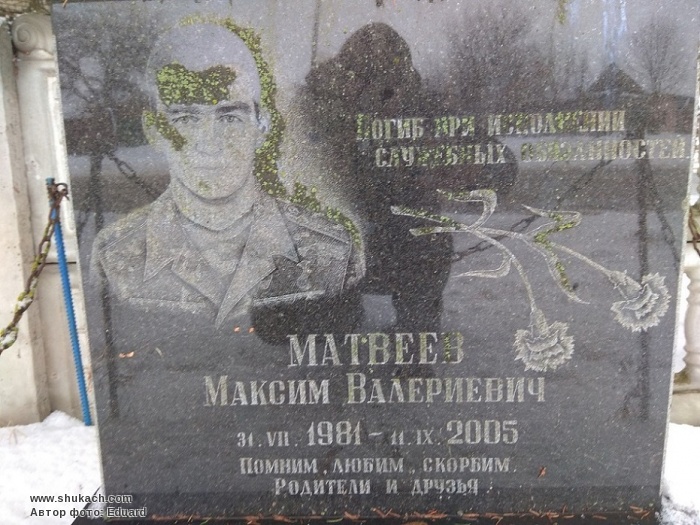 Погиб при исполнении
служебных обязанностей
МАТВЕЕВ
Максим Валериевич
31.VII.1981 – 11.IX.2005
Помним, любим, скорбим.
Родители и друзья
www.shukach.com
Автор фото: Eduard